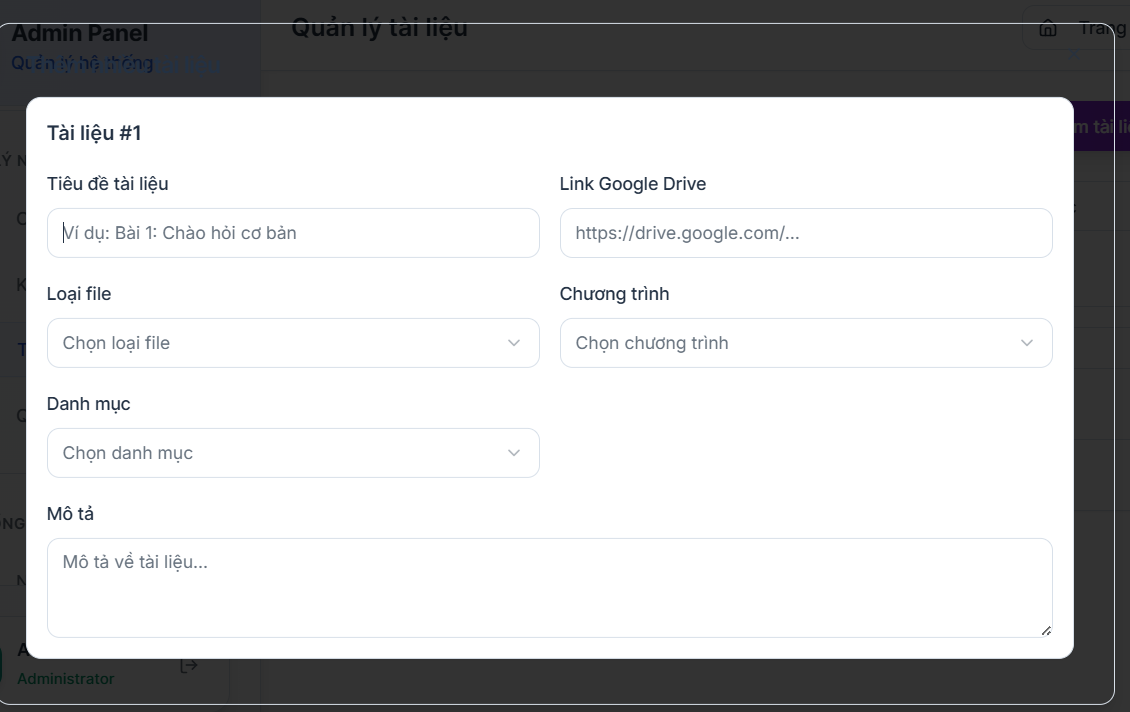 Admin Panel
Quản lý hệ thống
Quản lý tài liệu
Trang
m tài li
Tài liệu #1
Tiêu đề tài liệu
Link Google Drive
Ví dụ: Bài 1: Chào hỏi cơ bản
https://drive.google.com/...
Loại file
Chương trình
Chọn loại file
Chọn chương trình
Danh mục
Chọn danh mục
Mô tả
Mô tả về tài liệu...
Administrator